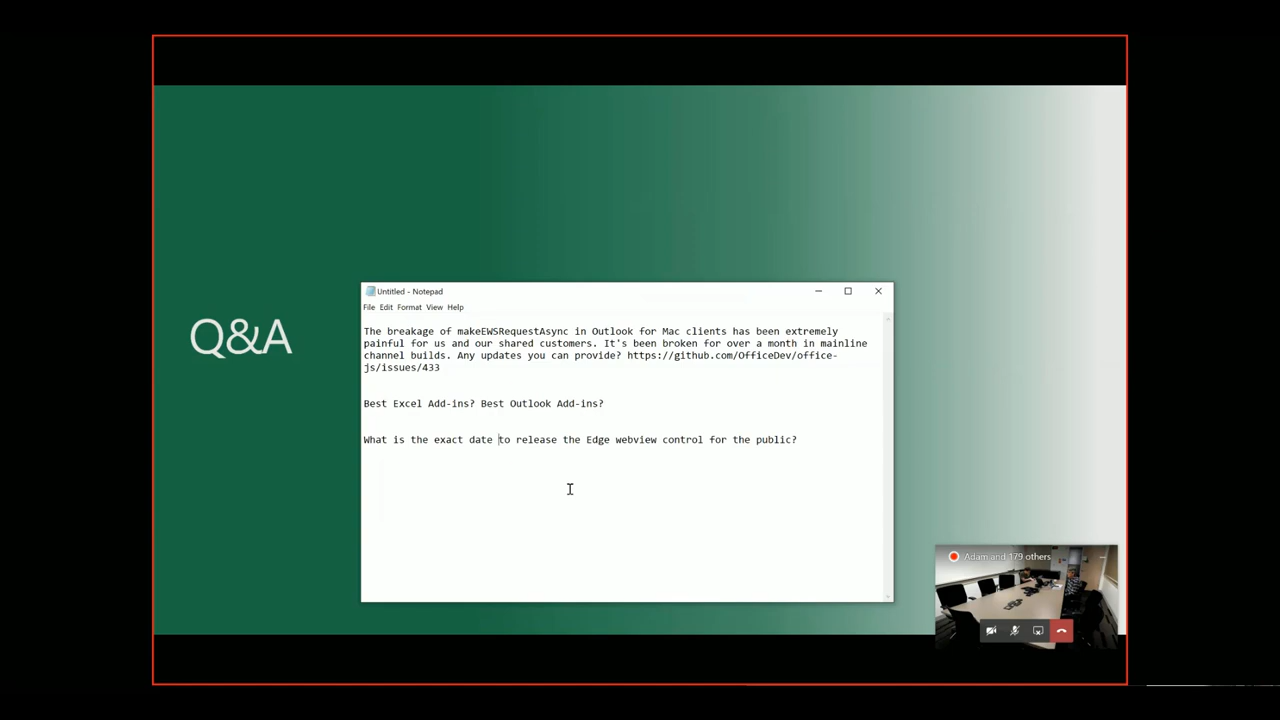 Q&A
Untitled - Notepad
File Edit Format View Help
The breakage of makeEWSRequestAsync in Outlook for Mac clients has been extremely
painful for us and our shared customers. It's been broken for over a month in mainline
channel builds. Any updates you can provide? https://github.com/OfficeDev/office-
js/issues/433
Best Excel Add-ins? Best Outlook Add-ins?
What is the exact date to release the Edge webview control for the public?
Adam and 179 others